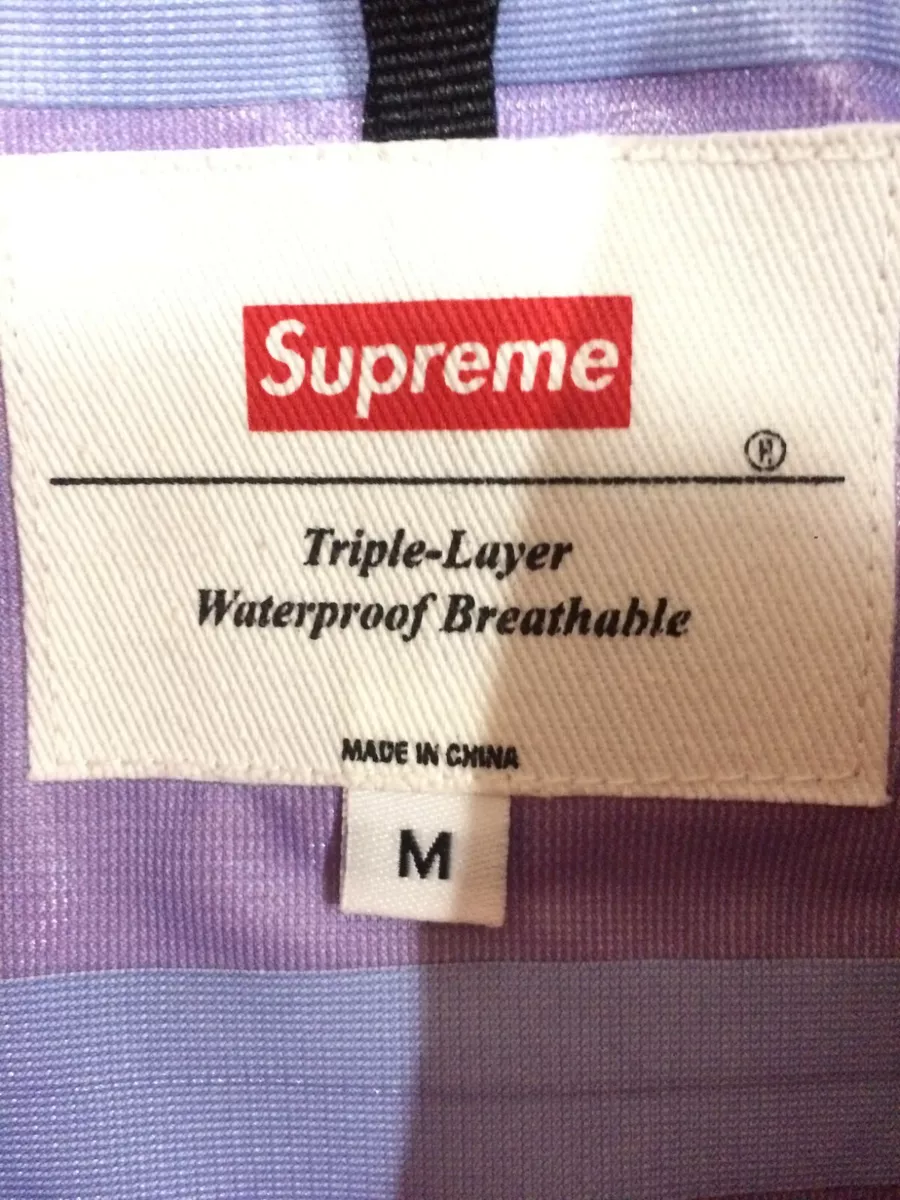 Supreme
®
Triple-Layer
Waterproof Breathable
MADE IN CHINA
M